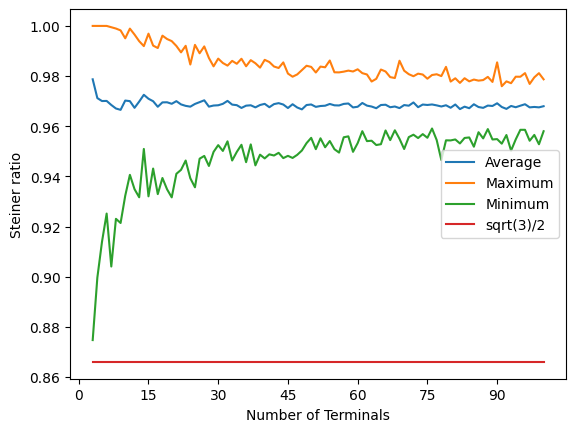 1.00
0.98
0.96
0.94
0.92
0.90
0.88
0.86
Steiner ratio
Average
Maximum
Minimum
sqrt(3)/2
0 15 30 45 60 75 90
Number of Terminals